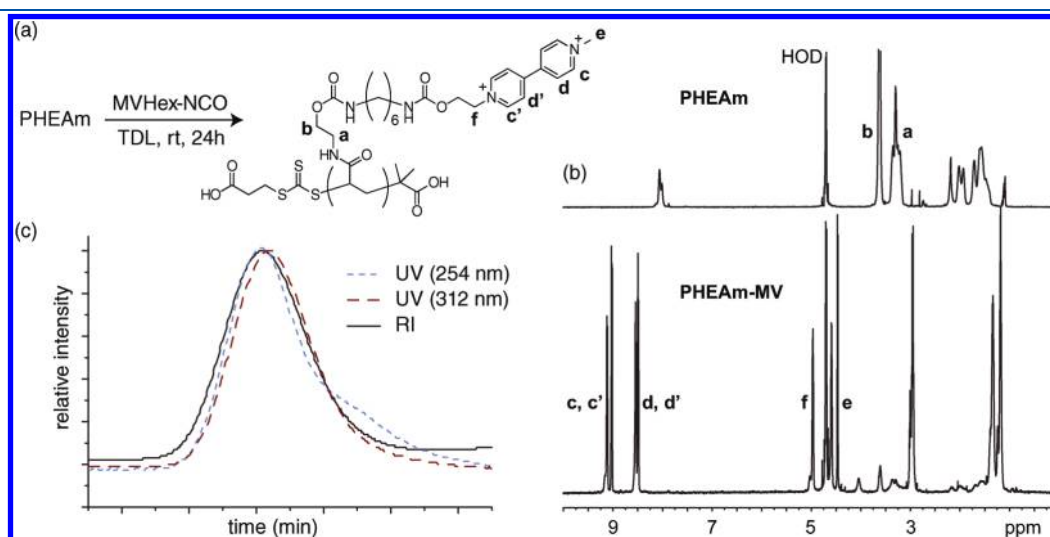 (a)
PHEAm
MVHex-NCO
TDL, rt, 24h
O
O
N
H
6
H
N
O
O
N
+
N
+
e
c
d
d'
c'
f
b
a
O
HN
O
HO
O
S
S
S
OH
O
(b)
HOD
PHEAm
b
a
PHEAm-MV
c, c'
d, d'
f
e
9
7
5
3
ppm
(c)
relative intensity
UV (254 nm)
UV (312 nm)
RI
time (min)